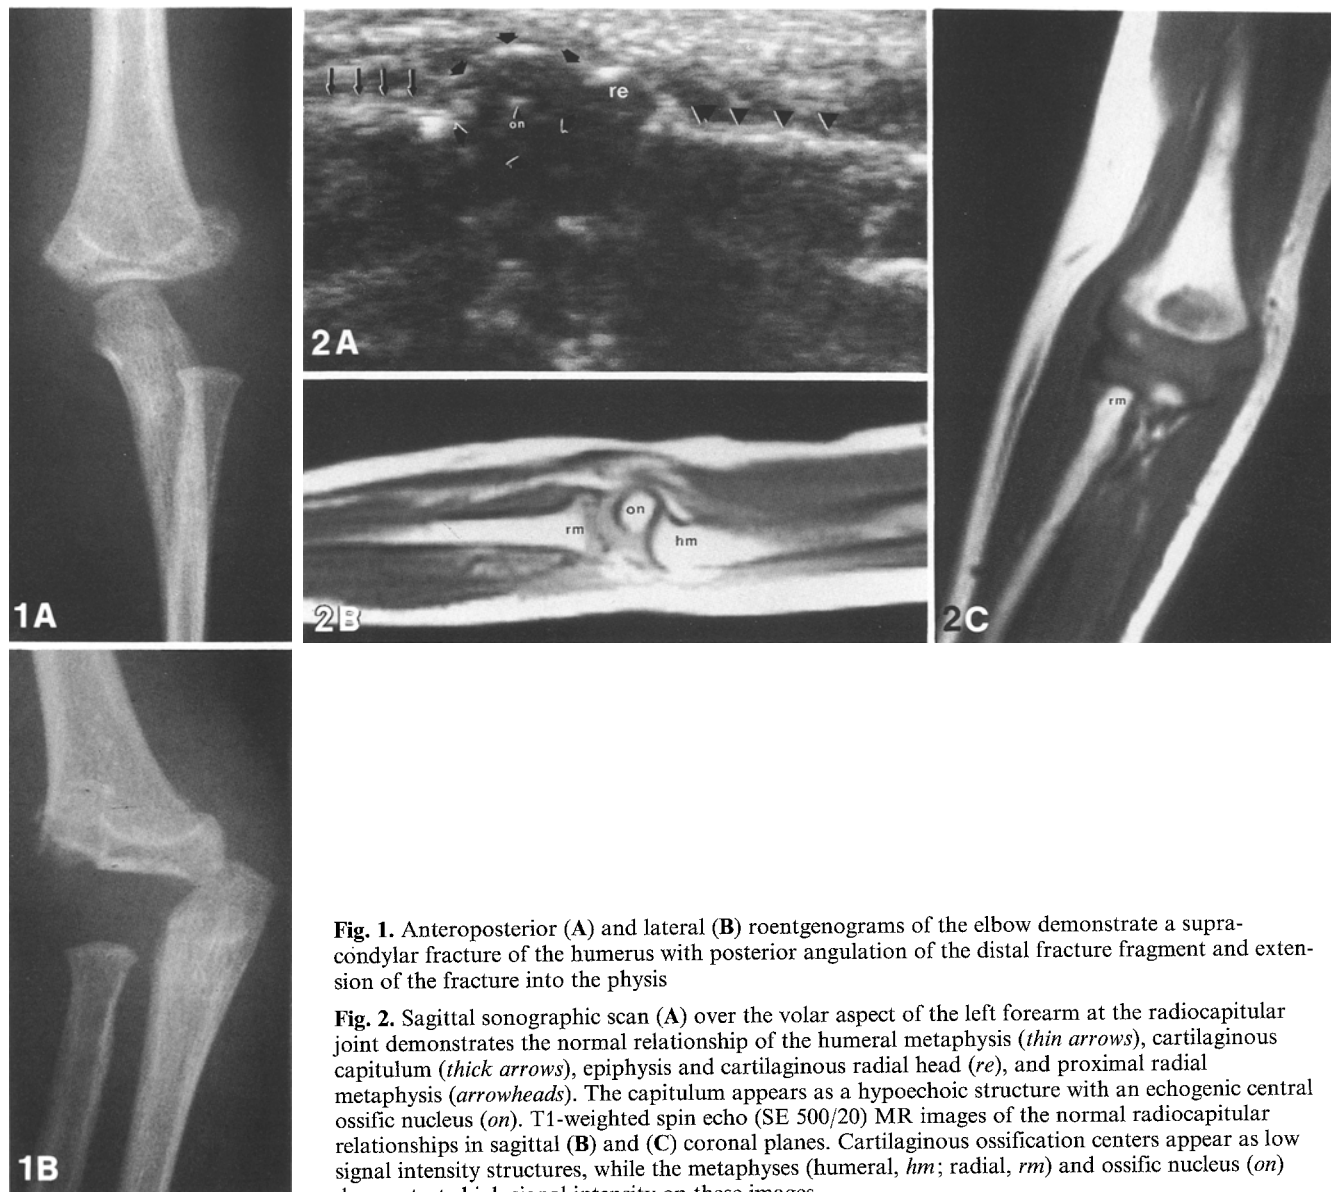 1A
2A
re
on
2B
rm
on
hm
2C
rm
1B
Fig. 1. Anteroposterior (A) and lateral (B) roentgenograms of the elbow demonstrate a supra-
condylar fracture of the humerus with posterior angulation of the distal fracture fragment and exten-
sion of the fracture into the physis
Fig. 2. Sagittal sonographic scan (A) over the volar aspect of the left forearm at the radiocapitular
joint demonstrates the normal relationship of the humeral metaphysis (thin arrows), cartilaginous
capitulum (thick arrows), epiphysis and cartilaginous radial head (re), and proximal radial
metaphysis (arrowheads). The capitulum appears as a hypoechoic structure with an echogenic central
ossific nucleus (on). T1-weighted spin echo (SE 500/20) MR images of the normal radiocapitular
relationships in sagittal (B) and (C) coronal planes. Cartilaginous ossification centers appear as low
signal intensity structures, while the metaphyses (humeral, hm; radial, rm) and ossific nucleus (on)